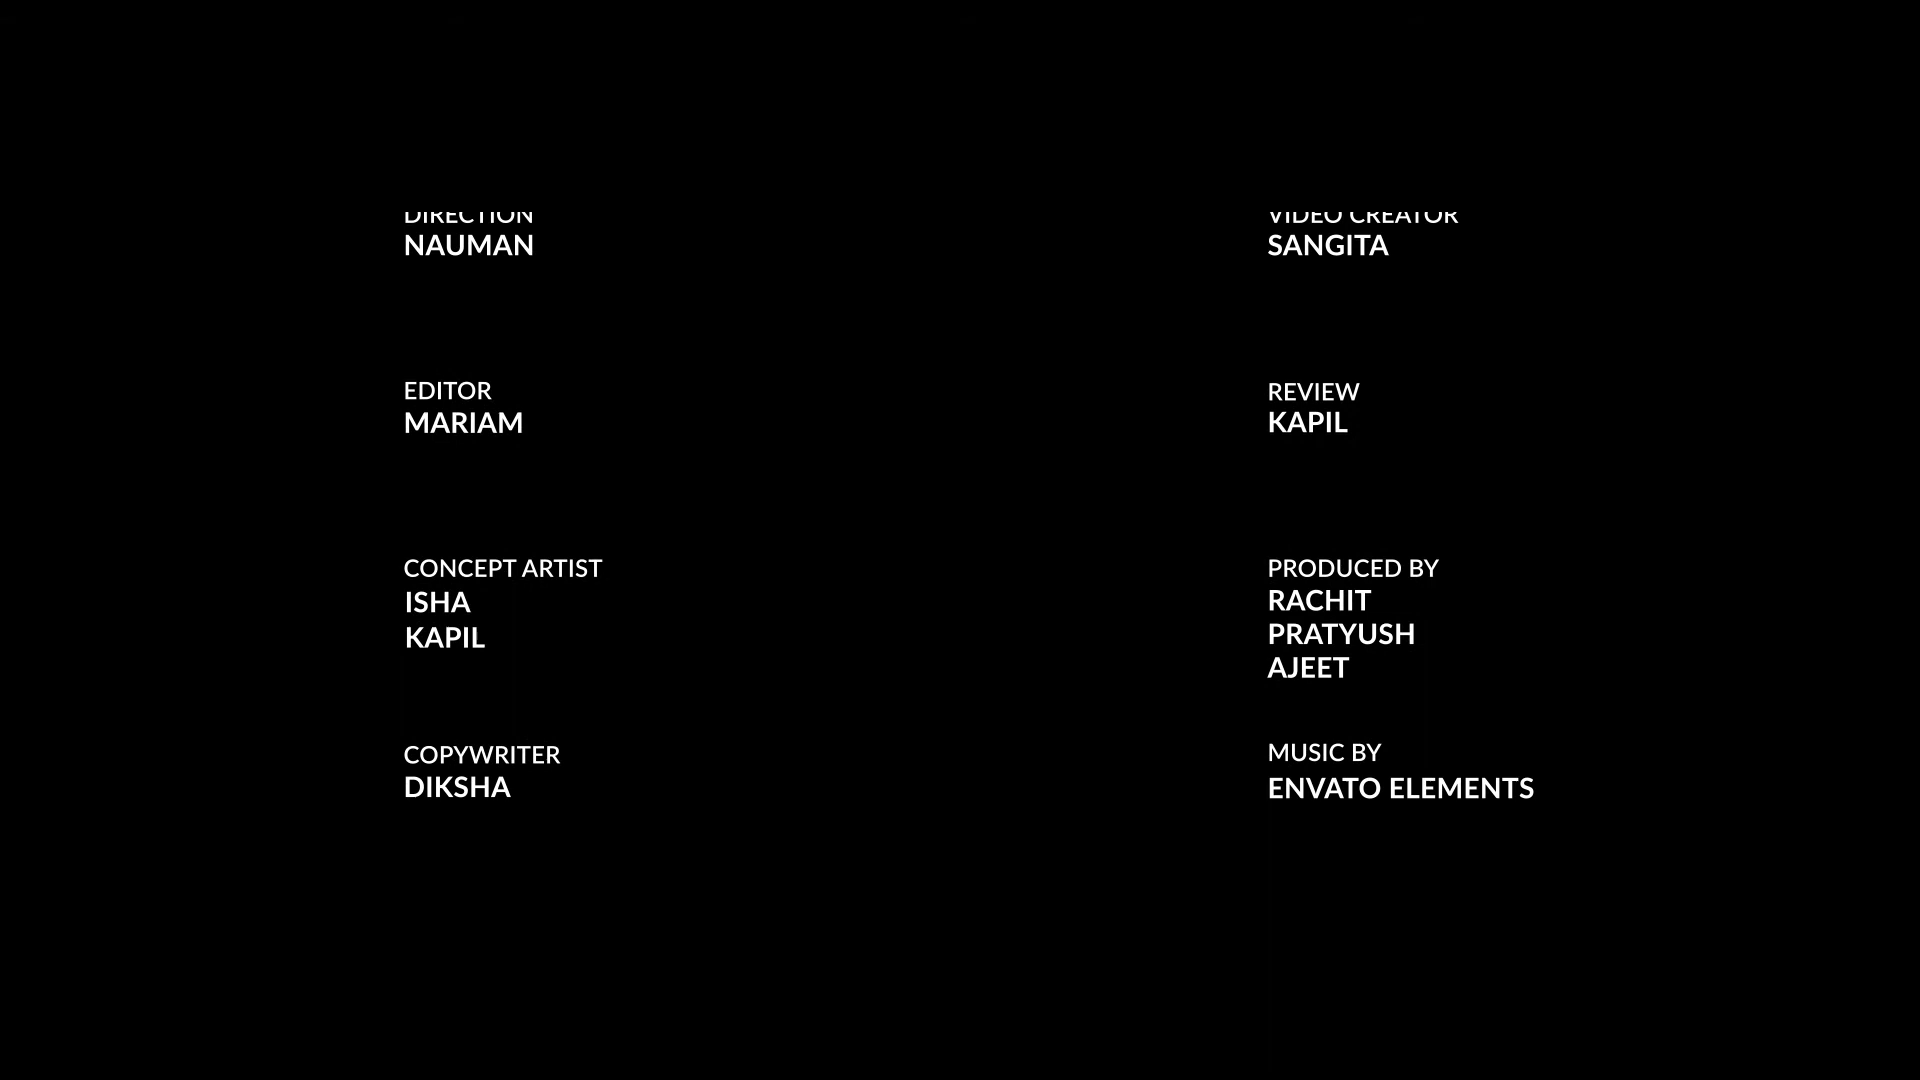 DIRECTION
NAUMAN
EDITOR
MARIAM
CONCEPT ARTIST
ISHA
KAPIL
COPYWRITER
DIKSHA
VIDEO CREATOR
SANGITA
REVIEW
KAPIL
PRODUCED BY
RACHIT
PRATYUSH
AJEET
MUSIC BY
ENVATO ELEMENTS